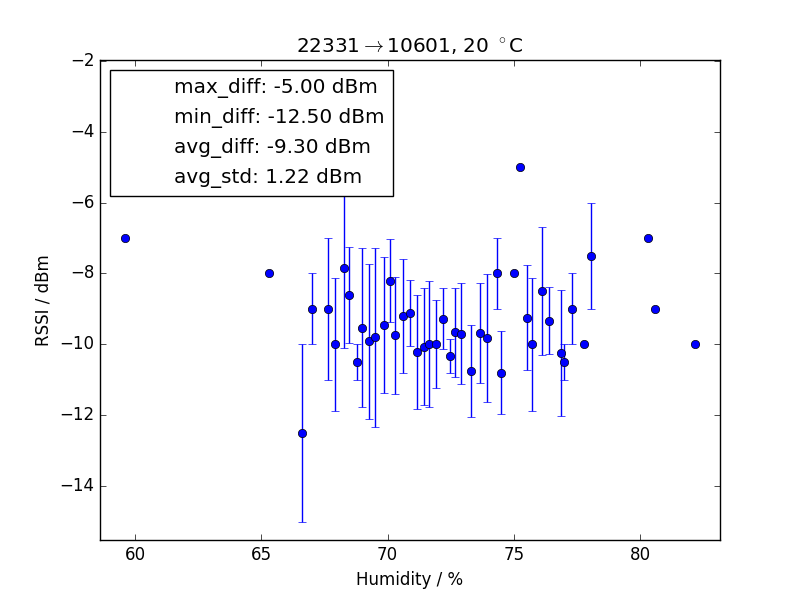 22331→10601, 20 °C
max_diff: -5.00 dBm
min_diff: -12.50 dBm
avg_diff: -9.30 dBm
avg_std: 1.22 dBm
−2
−4
−6
−8
−10
−12
−14
RSSI / dBm
60 65 70 75 80
Humidity / %